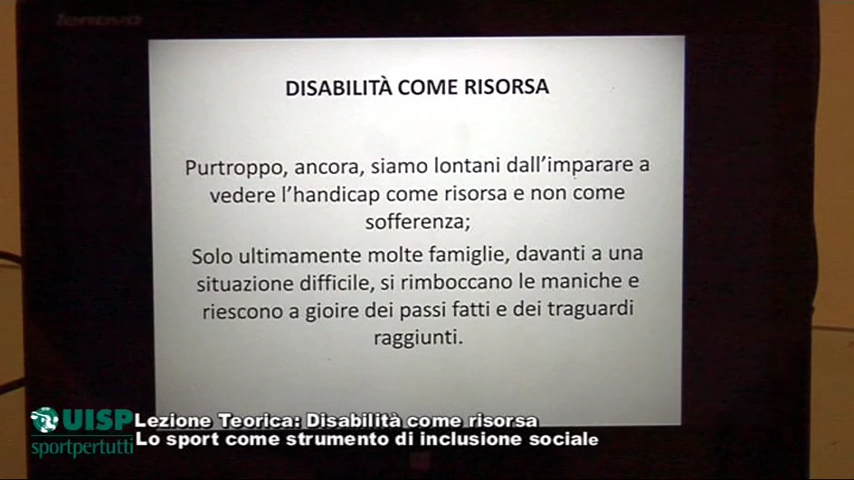 lenovo
DISABILITÀ COME RISORSA
Purtroppo, ancora, siamo lontani dall'imparare a
vedere l'handicap come risorsa e non come
sofferenza;
Solo ultimamente molte famiglie, davanti a una
situazione difficile, si rimboccano le maniche e
riescono a gioire dei passi fatti e dei traguardi
raggiunti.
UISP
sportpertutti
Lezione Teorica: Disabilità come risorsa
Lo sport come strumento di inclusione sociale